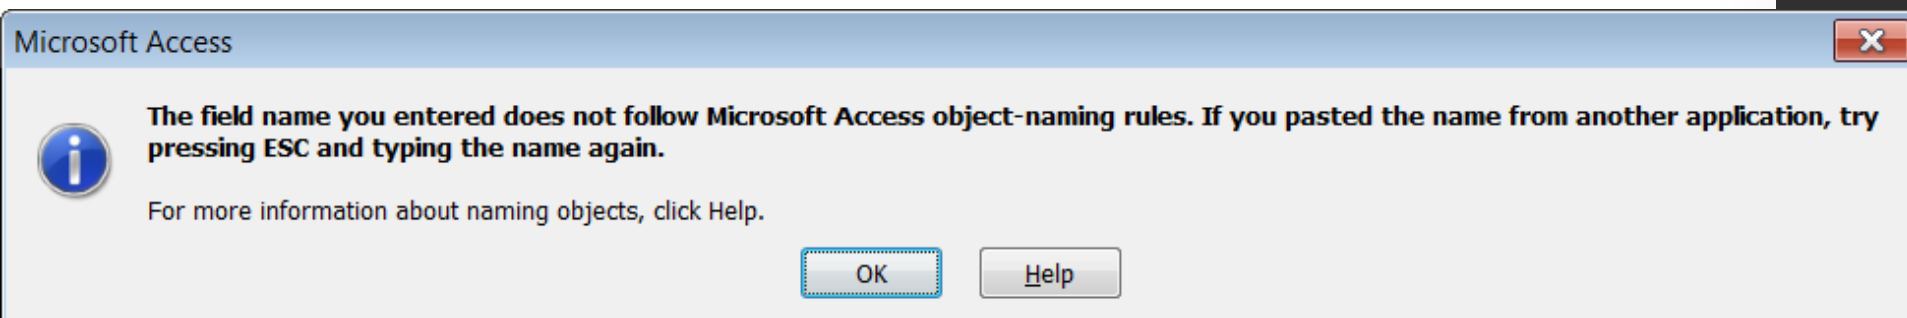 Microsoft Access
The field name you entered does not follow Microsoft Access object-naming rules. If you pasted the name from another application, try
pressing ESC and typing the name again.
For more information about naming objects, click Help.
OK Help